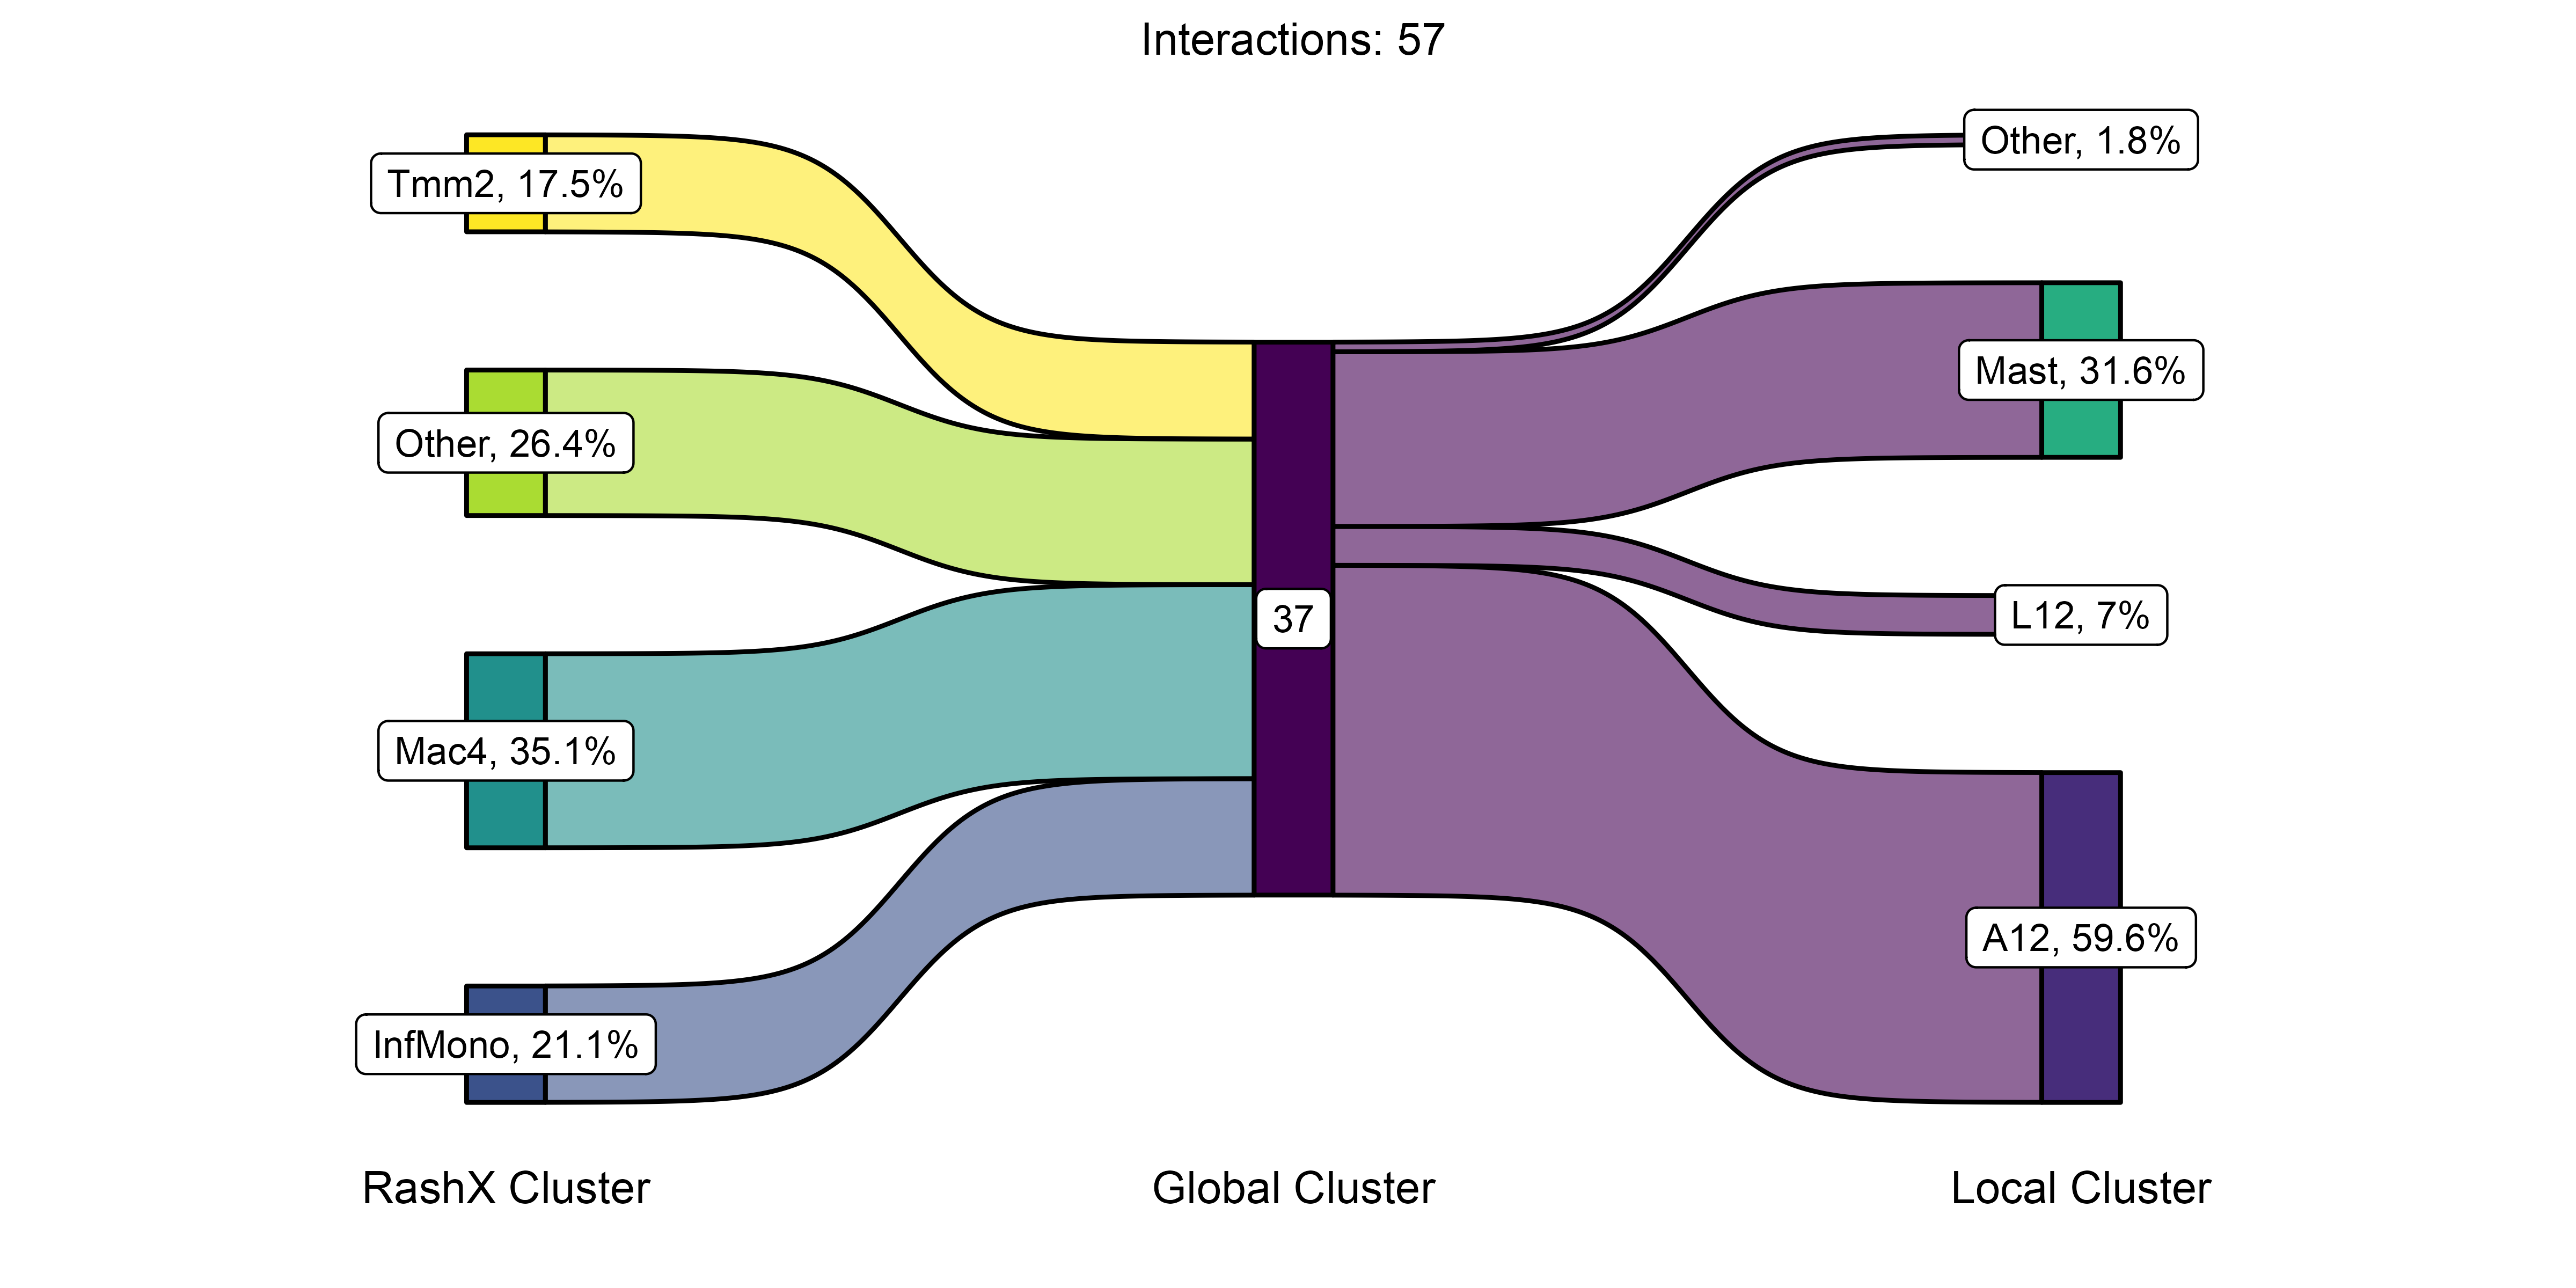 Interactions: 57
Other, 1.8%
Tmm2, 17.5%
Mast, 31.6%
Other, 26.4%
37
L12, 7%
Mac4, 35.1%
A12, 59.6%
InfMono, 21.1%
RashX Cluster
Global Cluster
Local Cluster